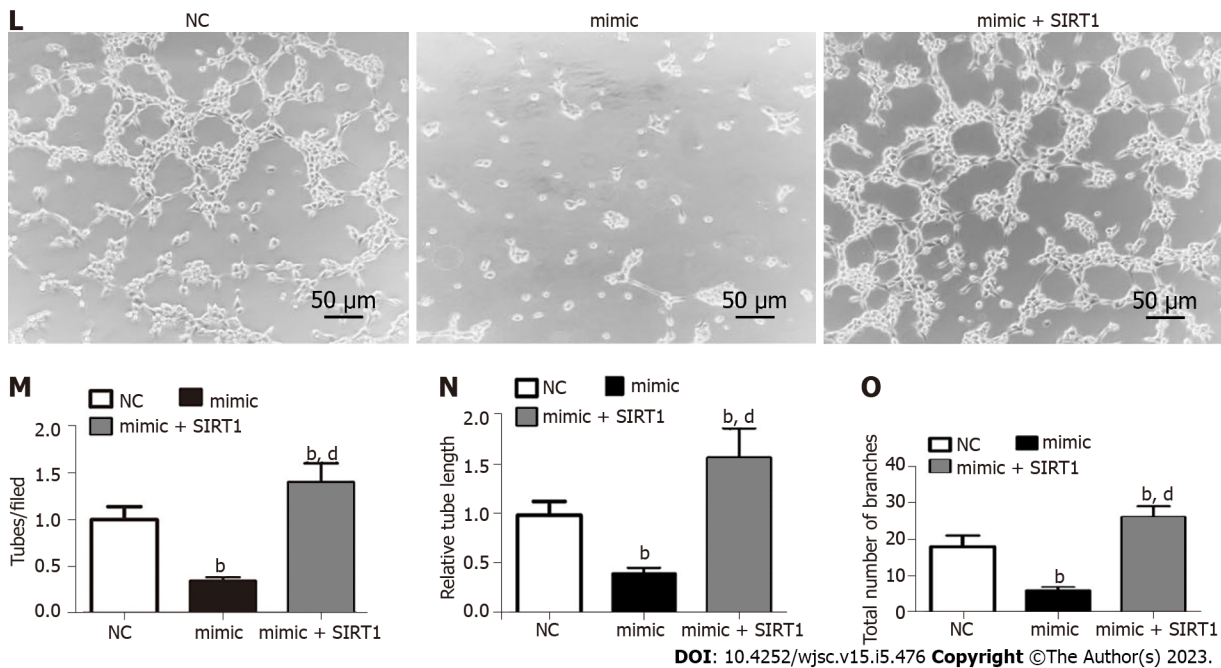 L
NC
mimic
mimic + SIRT1
50 µm
50 µm
50 µm
M
NC
mimic
mimic + SIRT1
Tubes/filed
2.0
1.5
1.0
0.5
0.0
b
b, d
NC
mimic
mimic + SIRT1
N
NC
mimic
mimic + SIRT1
Relative tube length
2.0
1.5
1.0
0.5
0.0
b
b, d
NC
mimic
mimic + SIRT1
O
NC
mimic
mimic + SIRT1
Total number of branches
40
30
20
10
0
b
b, d
NC
mimic
mimic + SIRT1
DOI: 10.4252/wjsc.v15.i5.476 Copyright ©The Author(s) 2023.